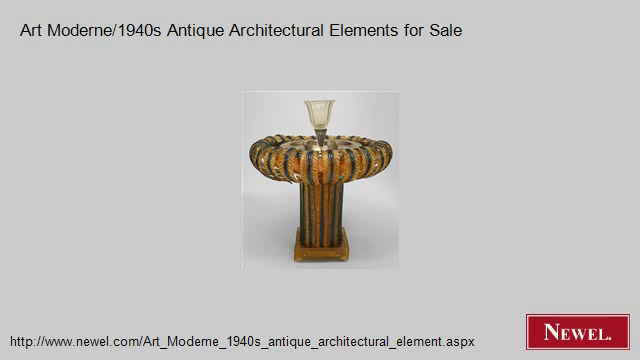 Art Moderne/1940s Antique Architectural Elements for Sale
NEWEL.
http://www.newel.com/Art_Moderne_1940s_antique_architectural_element.aspx